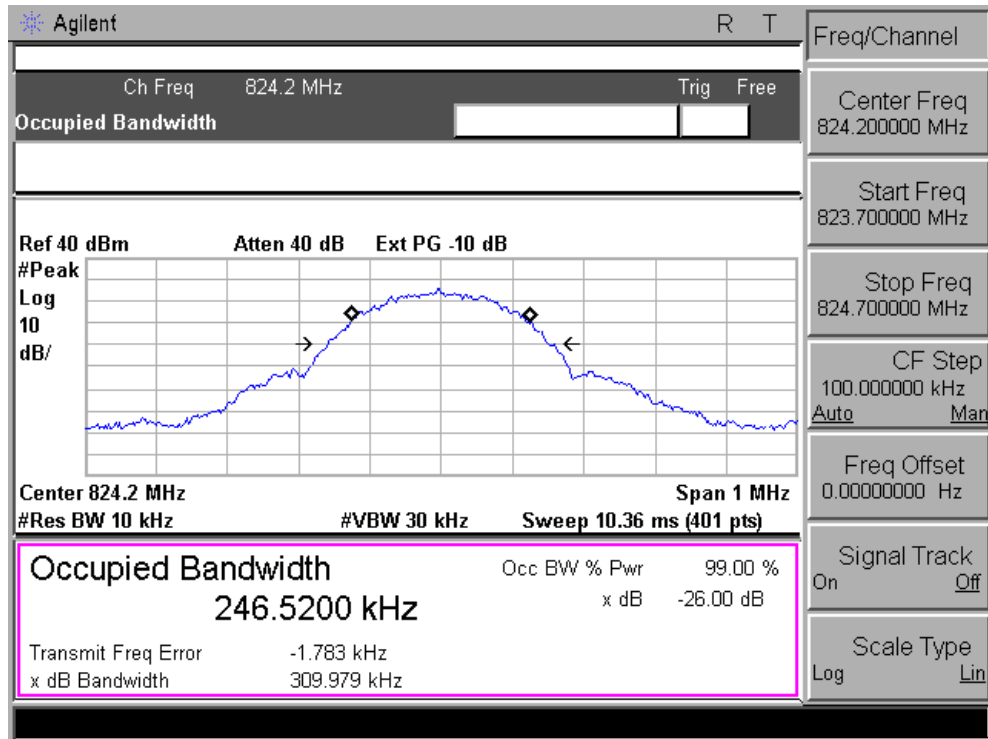 Agilent R T
Ch Freq 824.2 MHz Trig Free
Occupied Bandwidth
Ref 40 dBm Atten 40 dB Ext PG -10 dB
#Peak
Log
10
dB/
Center 824.2 MHz Span 1 MHz
#Res BW 10 kHz #VBW 30 kHz Sweep 10.36 ms (401 pts)
Occupied Bandwidth
246.5200 kHz
Occ BW % Pwr 99.00 %
x dB -26.00 dB
Transmit Freq Error -1.783 kHz
x dB Bandwidth 309.979 kHz
Freq/Channel
Center Freq
824.200000 MHz
Start Freq
823.700000 MHz
Stop Freq
824.700000 MHz
CF Step
100.000000 kHz
Auto Man
Freq Offset
0.00000000 Hz
Signal Track
On Off
Scale Type
Log Lin